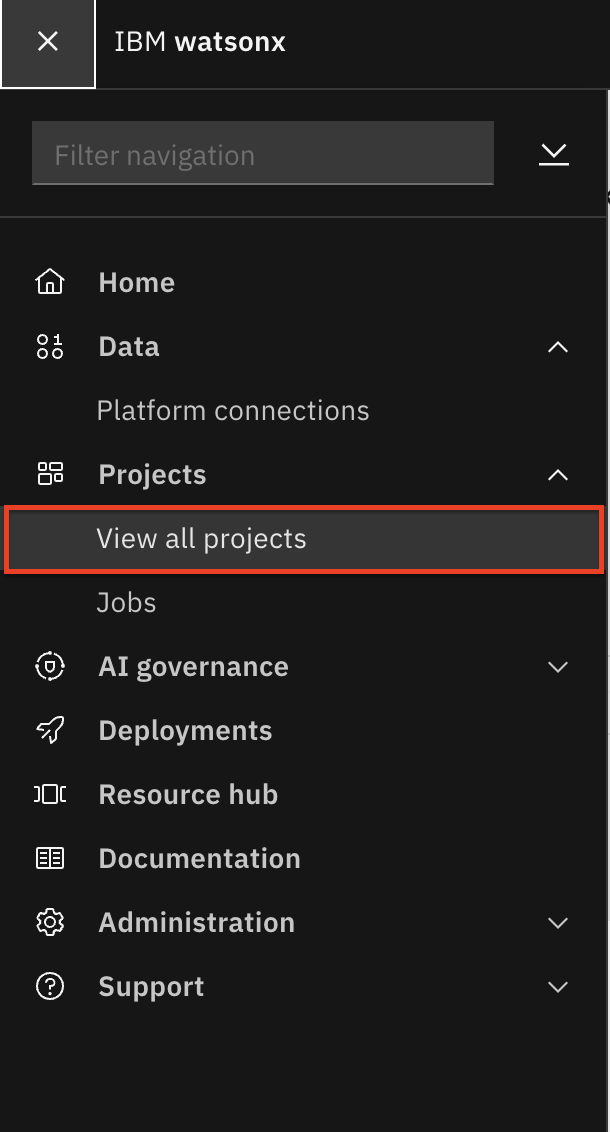 IBM watsonx
Filter navigation
Home
Data
Platform connections
Projects
View all projects
Jobs
AI governance
Deployments
Resource hub
Documentation
Administration
Support